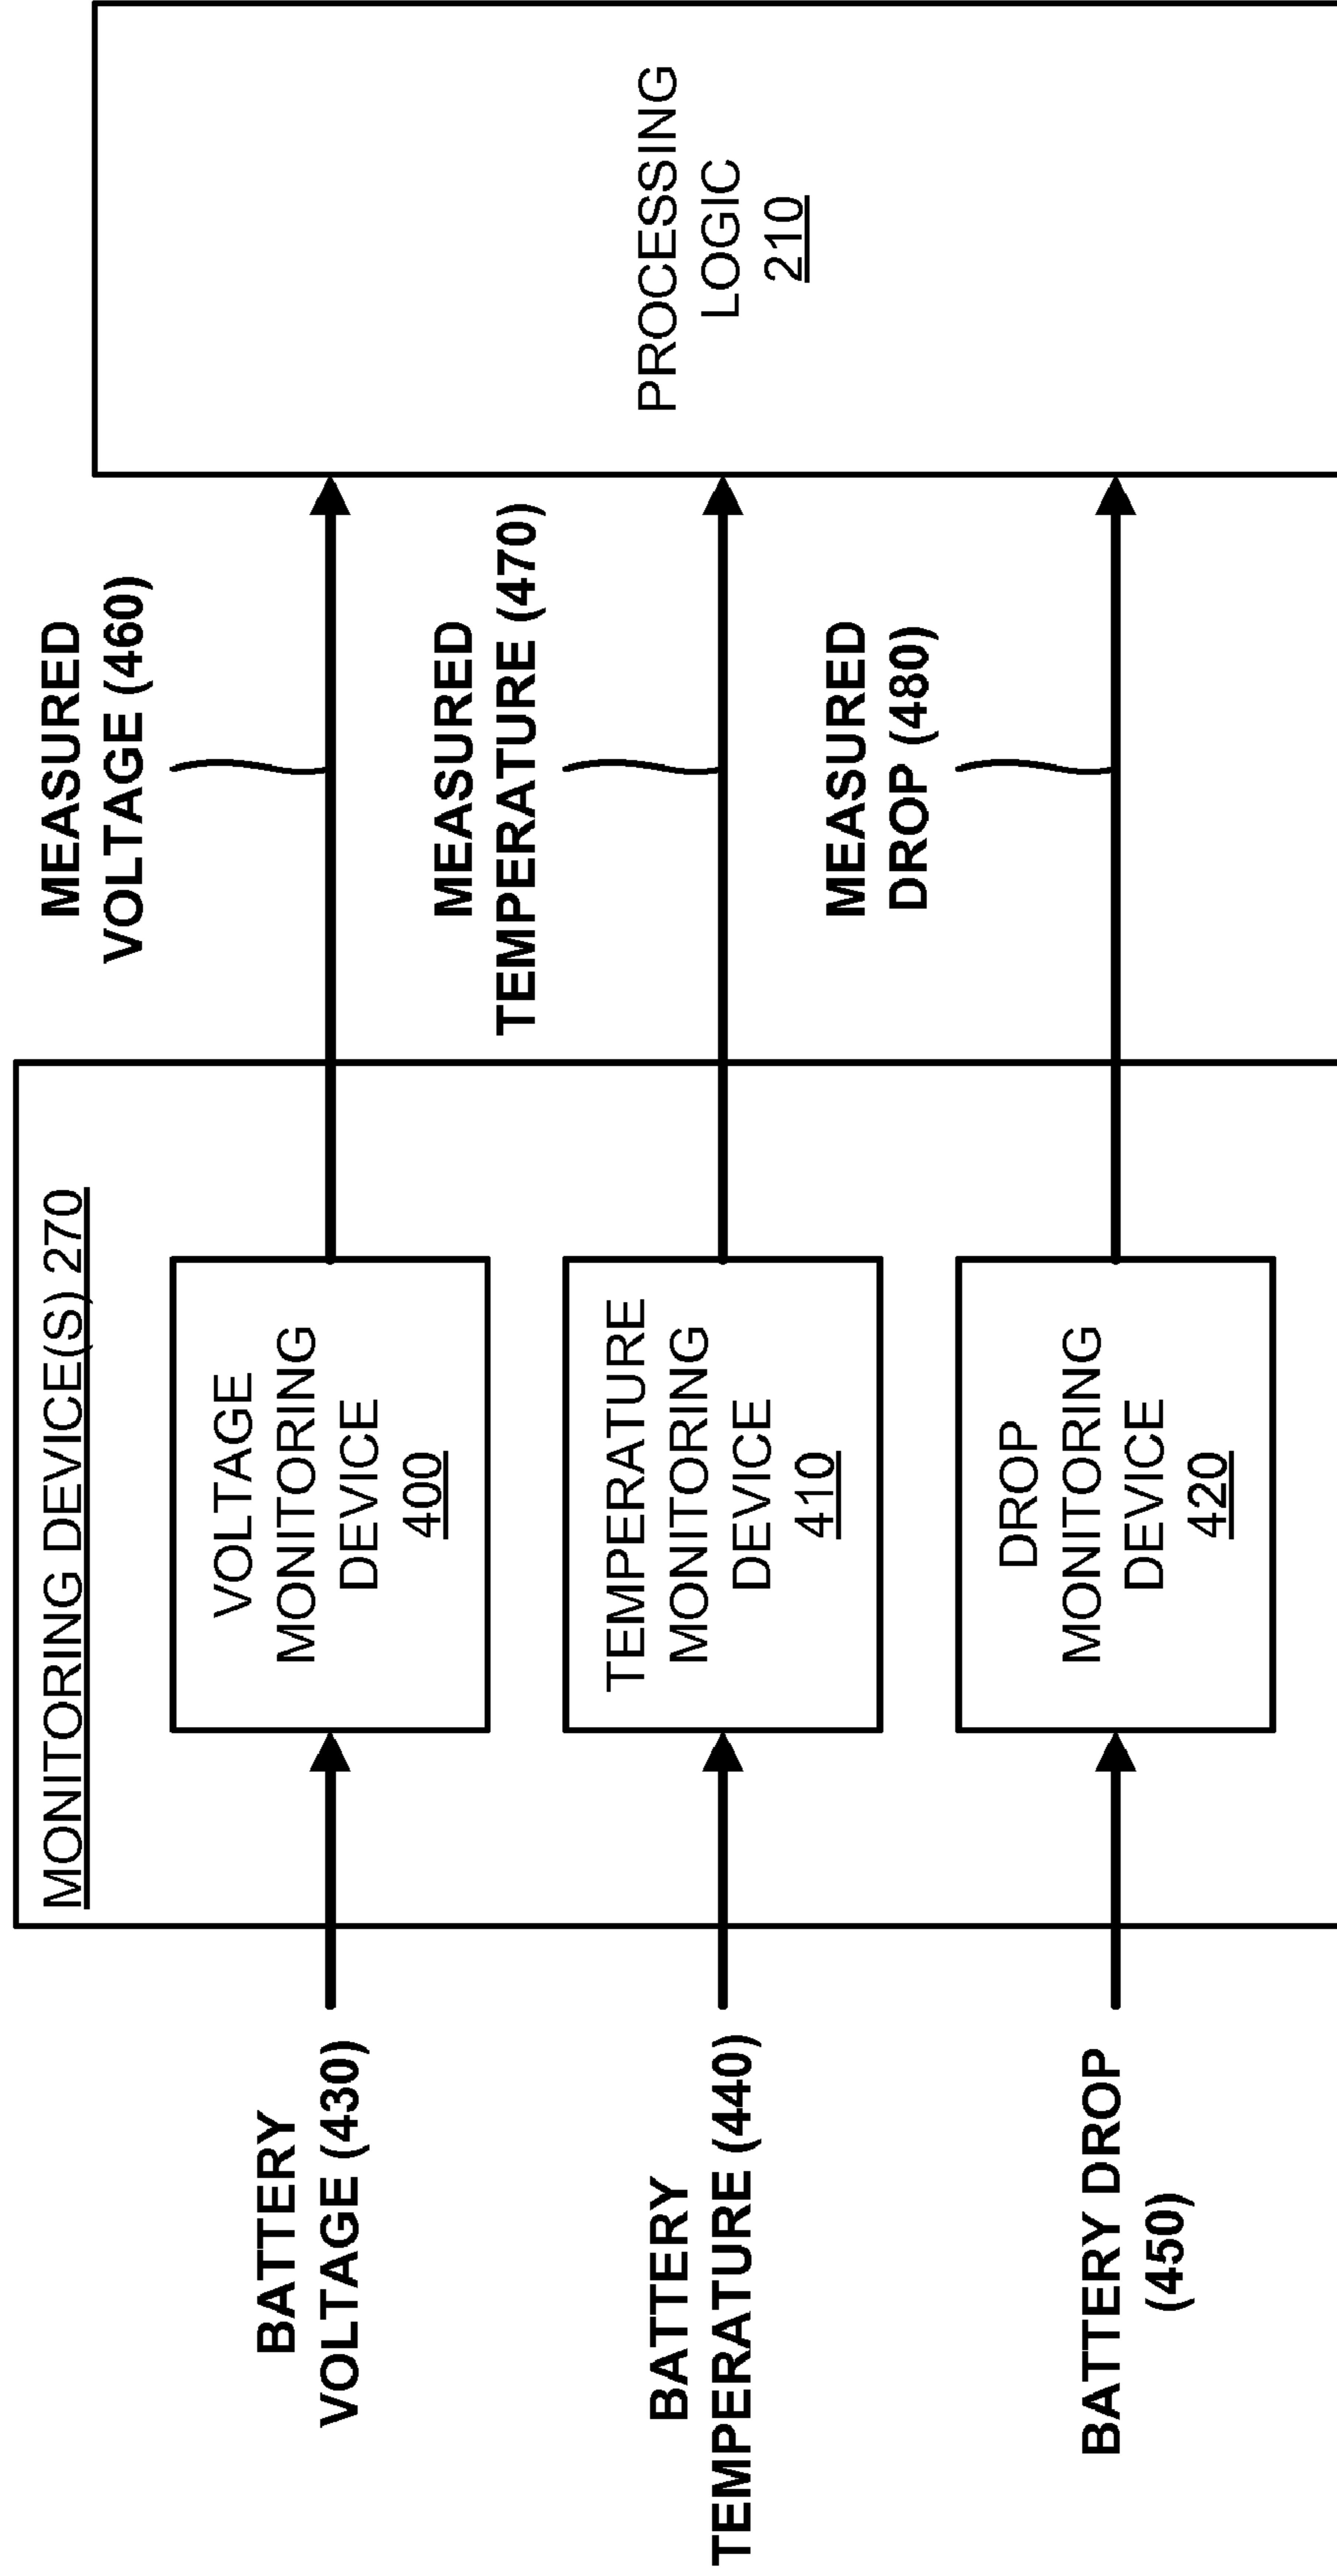 MONITORING DEVICE(S) 270
BATTERY
VOLTAGE (430)
VOLTAGE
MONITORING
DEVICE
400
MEASURED
VOLTAGE (460)
BATTERY
TEMPERATURE (440)
TEMPERATURE
MONITORING
DEVICE
410
MEASURED
TEMPERATURE (470)
BATTERY DROP
(450)
DROP
MONITORING
DEVICE
420
MEASURED
DROP (480)
PROCESSING
LOGIC
210